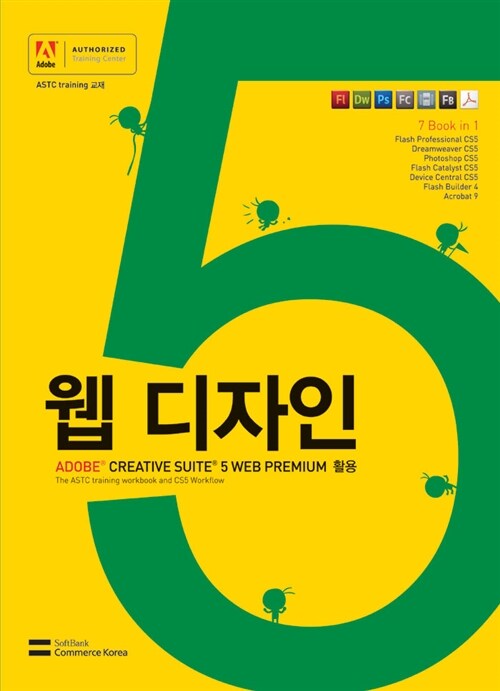 Adobe
AUTHORIZED
Training Center
ASTC training 교재
5
Fl Dw Ps FC FB
7 Book in 1
Flash Professional CS5
Dreamweaver CS5
Photoshop CS5
Flash Catalyst CS5
Device Central CS5
Flash Builder 4
Acrobat 9
웹 디자인
ADOBE® CREATIVE SUITE® 5 WEB PREMIUM 활용
The ASTC training workbook and CS5 Workflow
SoftBank
Commerce Korea